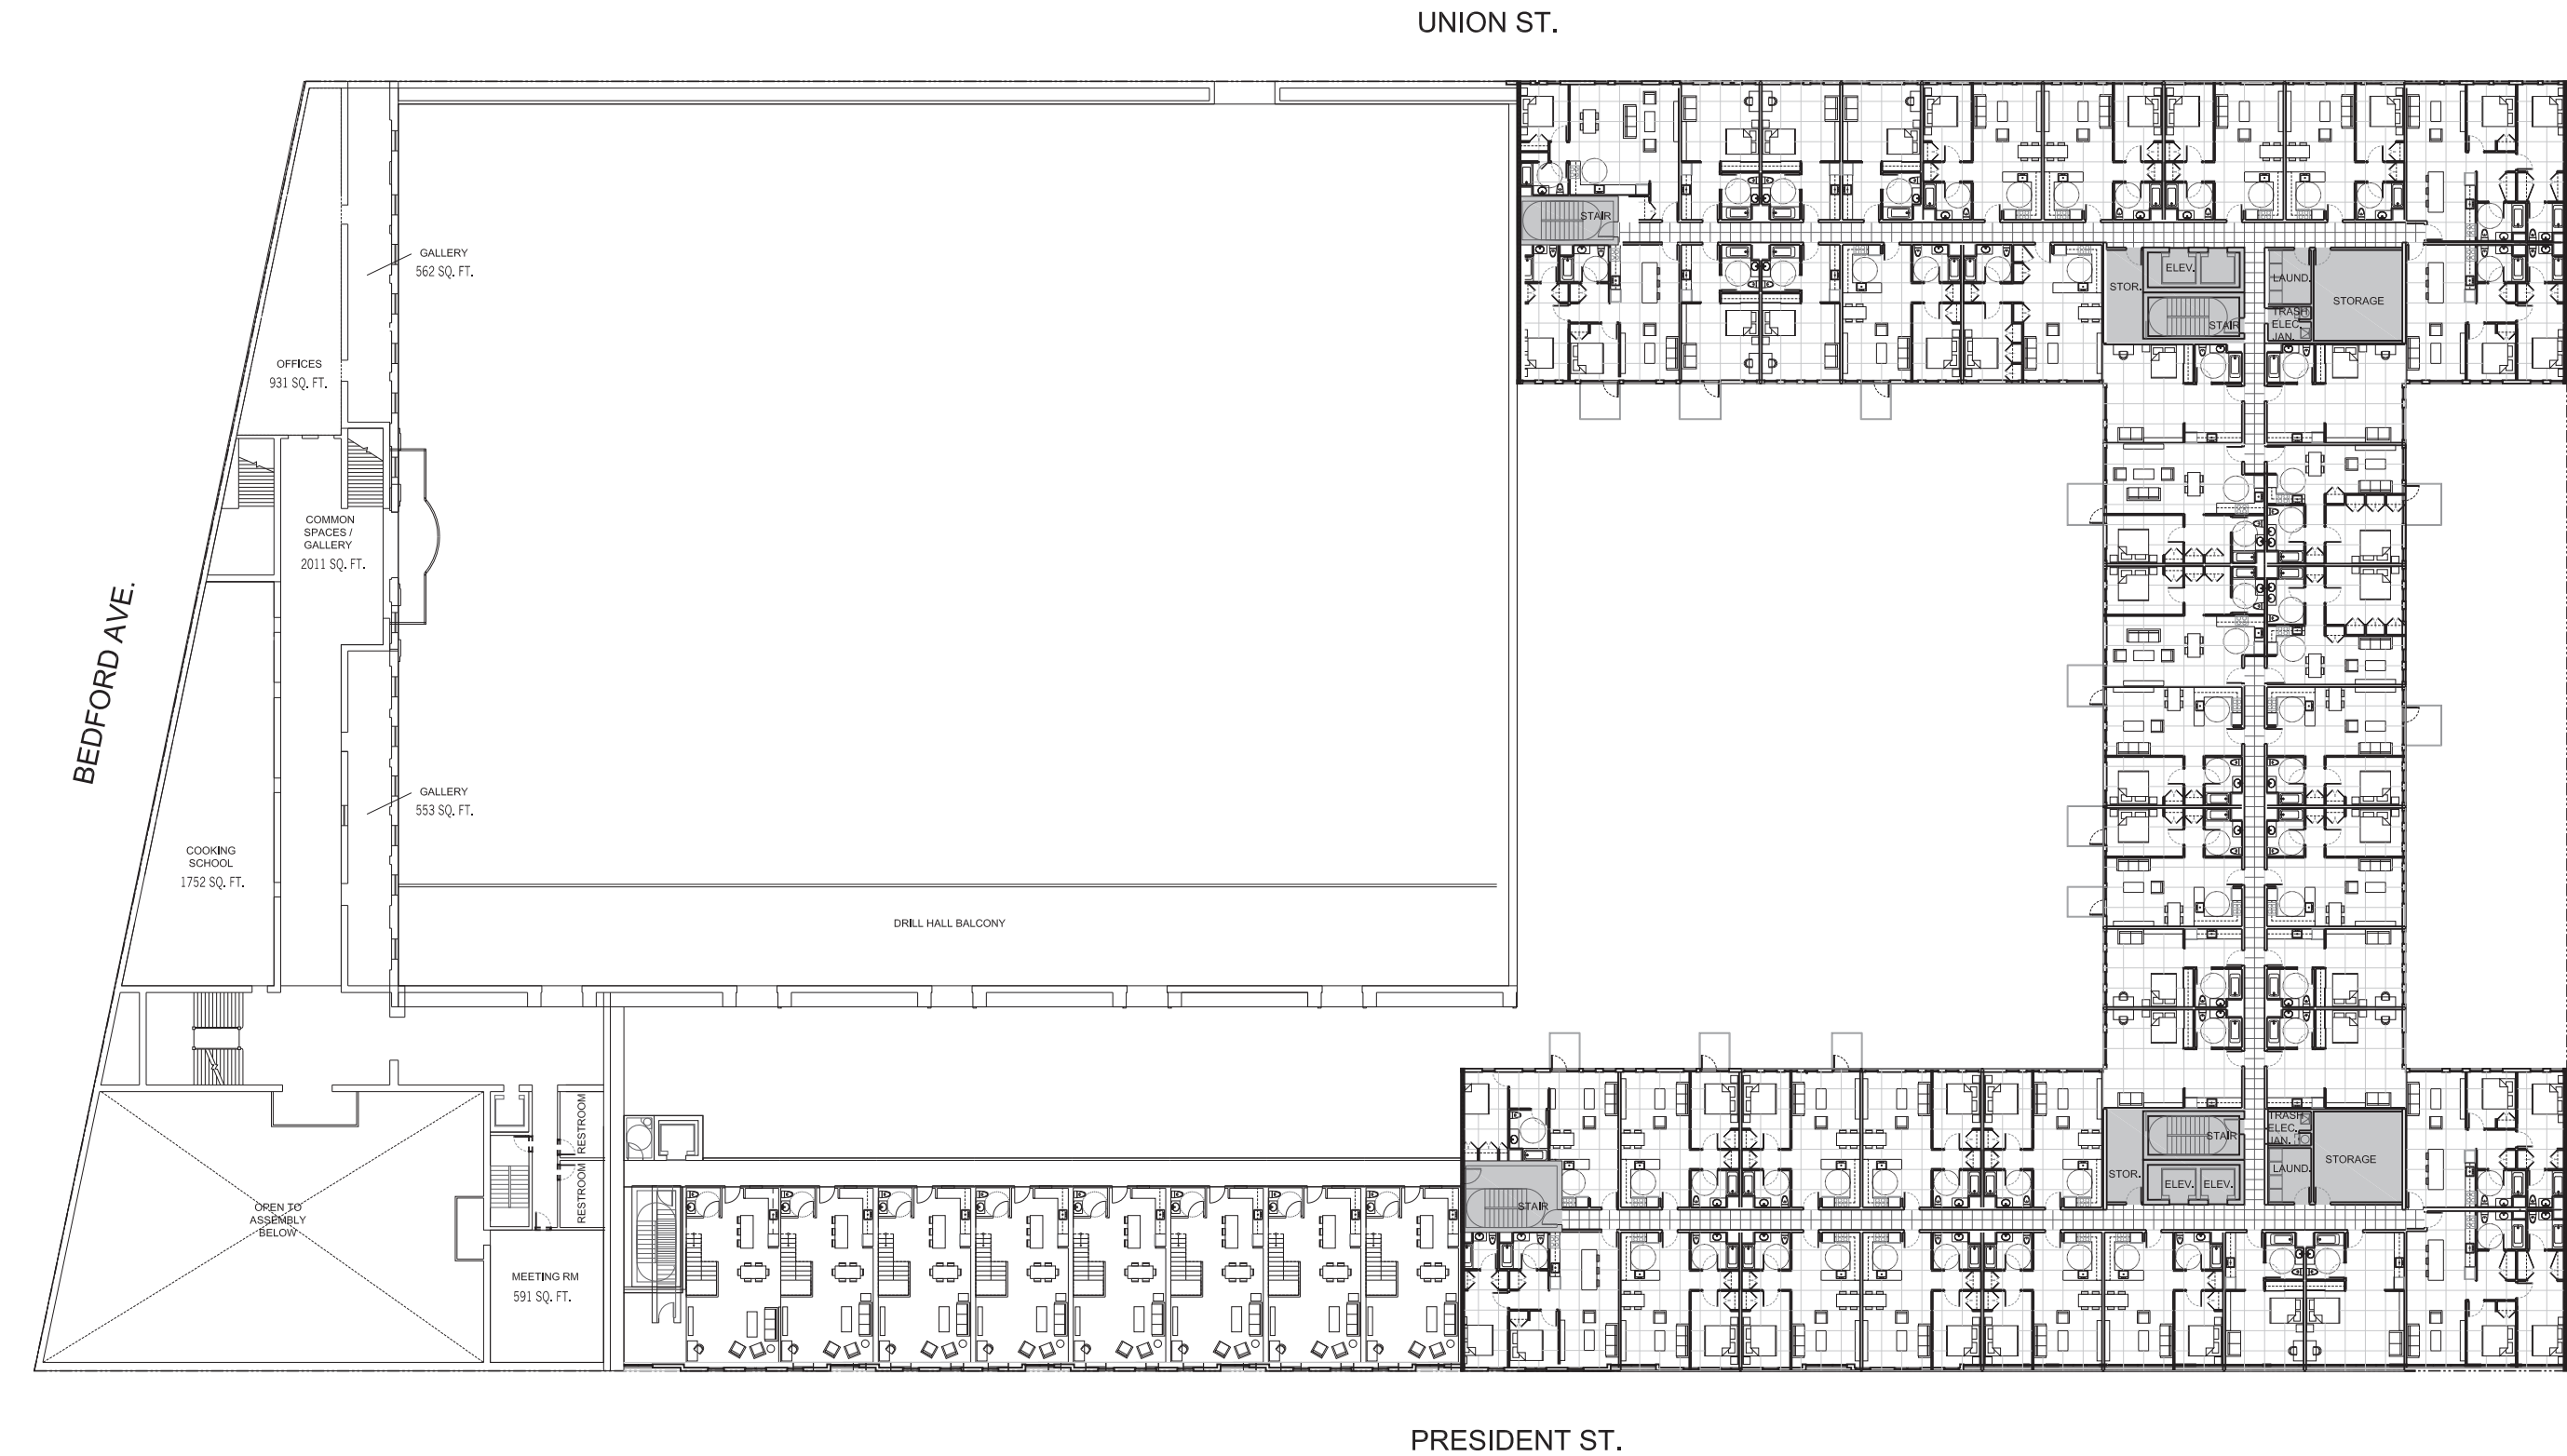 UNION ST.
STAIR
GALLERY
562 SQ. FT.
ELEV.
LAUND.
STOR.
STORAGE
TRASH
ELEC.
JAN.
STAIR
OFFICES
931 SQ. FT.
COMMON
SPACES /
GALLERY
2011 SQ. FT.
BEDFORD AVE.
GALLERY
553 SQ. FT.
COOKING
SCHOOL
1752 SQ. FT.
DRILL HALL BALCONY
RESTROOM
RESTROOM
TRASH
ELEC.
JAN.
STAIR
STOR.
ELEV.
ELEV.
LAUND.
STORAGE
STAIR
OPEN TO
ASSEMBLY
BELOW
MEETING RM
591 SQ. FT.
PRESIDENT ST.